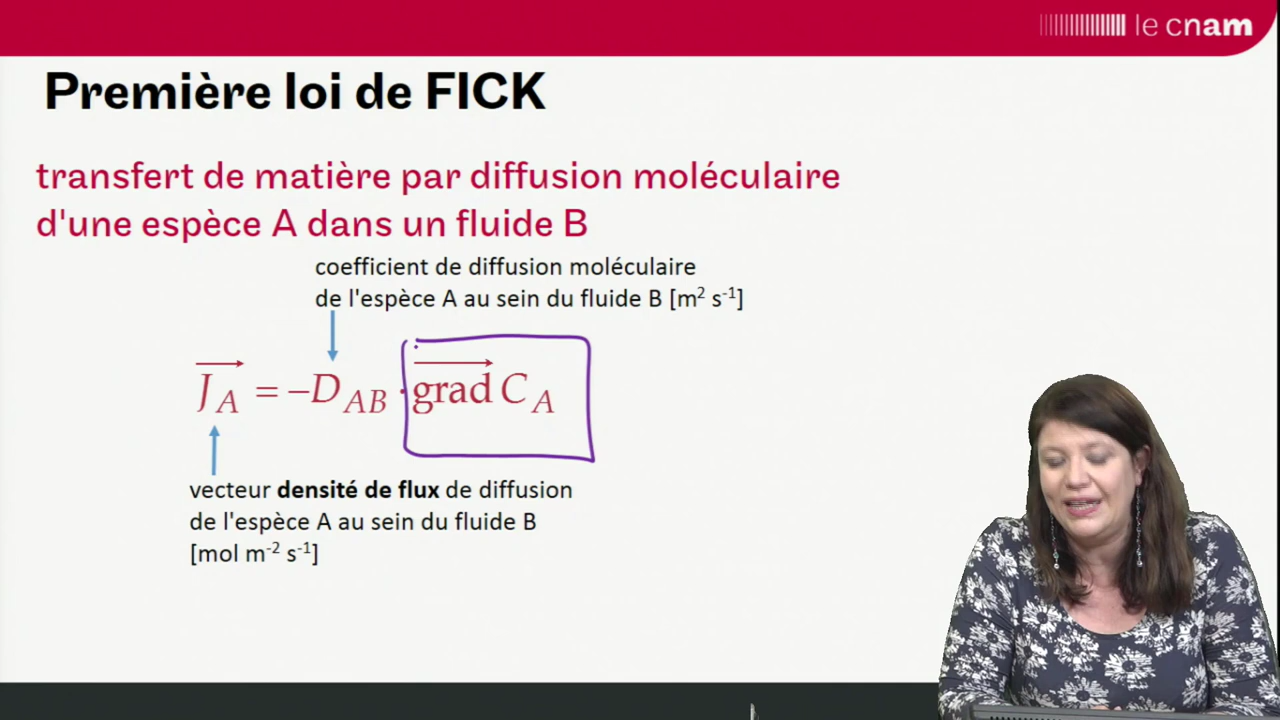 le cnam
Première loi de FICK
transfert de matière par diffusion moléculaire
d'une espèce A dans un fluide B
coefficient de diffusion moléculaire
de l'espèce A au sein du fluide B [m² s⁻¹]
J_A = −D_AB · grad C_A
vecteur densité de flux de diffusion
de l'espèce A au sein du fluide B
[mol m⁻² s⁻¹]